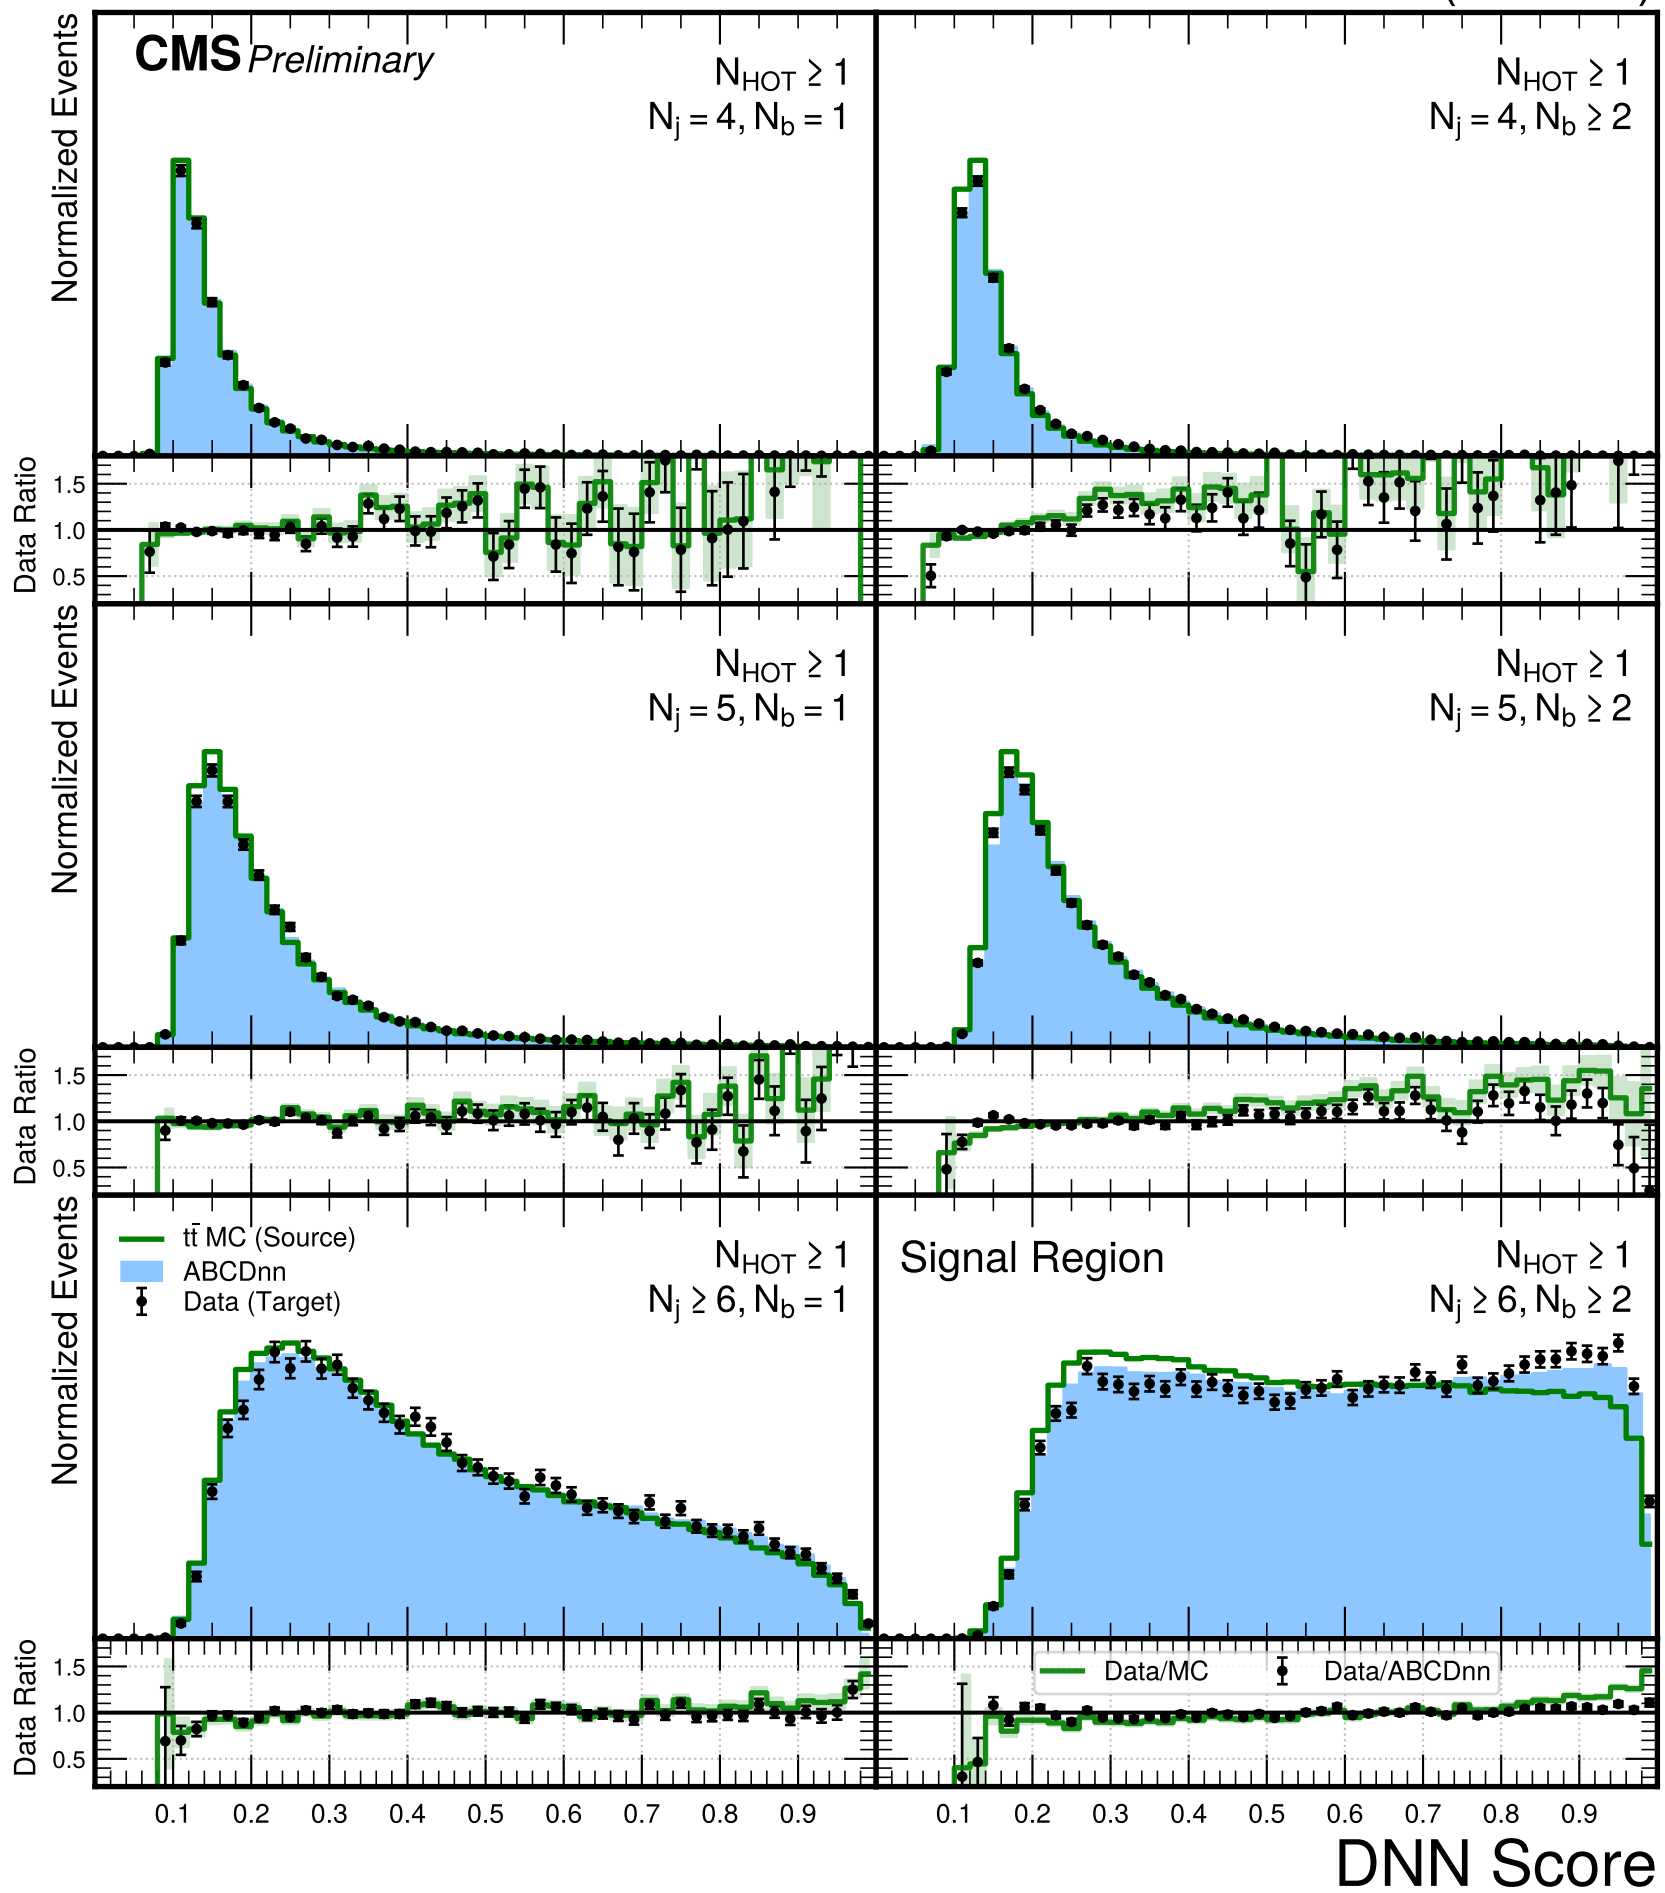 CMS Preliminary
N_HOT ≥ 1
N_j = 4, N_b = 1
Normalized Events
N_HOT ≥ 1
N_j = 4, N_b ≥ 2
1.5
1.0
0.5
Data Ratio
N_HOT ≥ 1
N_j = 5, N_b = 1
Normalized Events
N_HOT ≥ 1
N_j = 5, N_b ≥ 2
1.5
1.0
0.5
Data Ratio
tt̄ MC (Source)
ABCDnn
Data (Target)
N_HOT ≥ 1
N_j ≥ 6, N_b = 1
Normalized Events
Signal Region
N_HOT ≥ 1
N_j ≥ 6, N_b ≥ 2
1.5
1.0
0.5
Data Ratio
Data/MC Data/ABCDnn
0.1 0.2 0.3 0.4 0.5 0.6 0.7 0.8 0.9
0.1 0.2 0.3 0.4 0.5 0.6 0.7 0.8 0.9
DNN Score